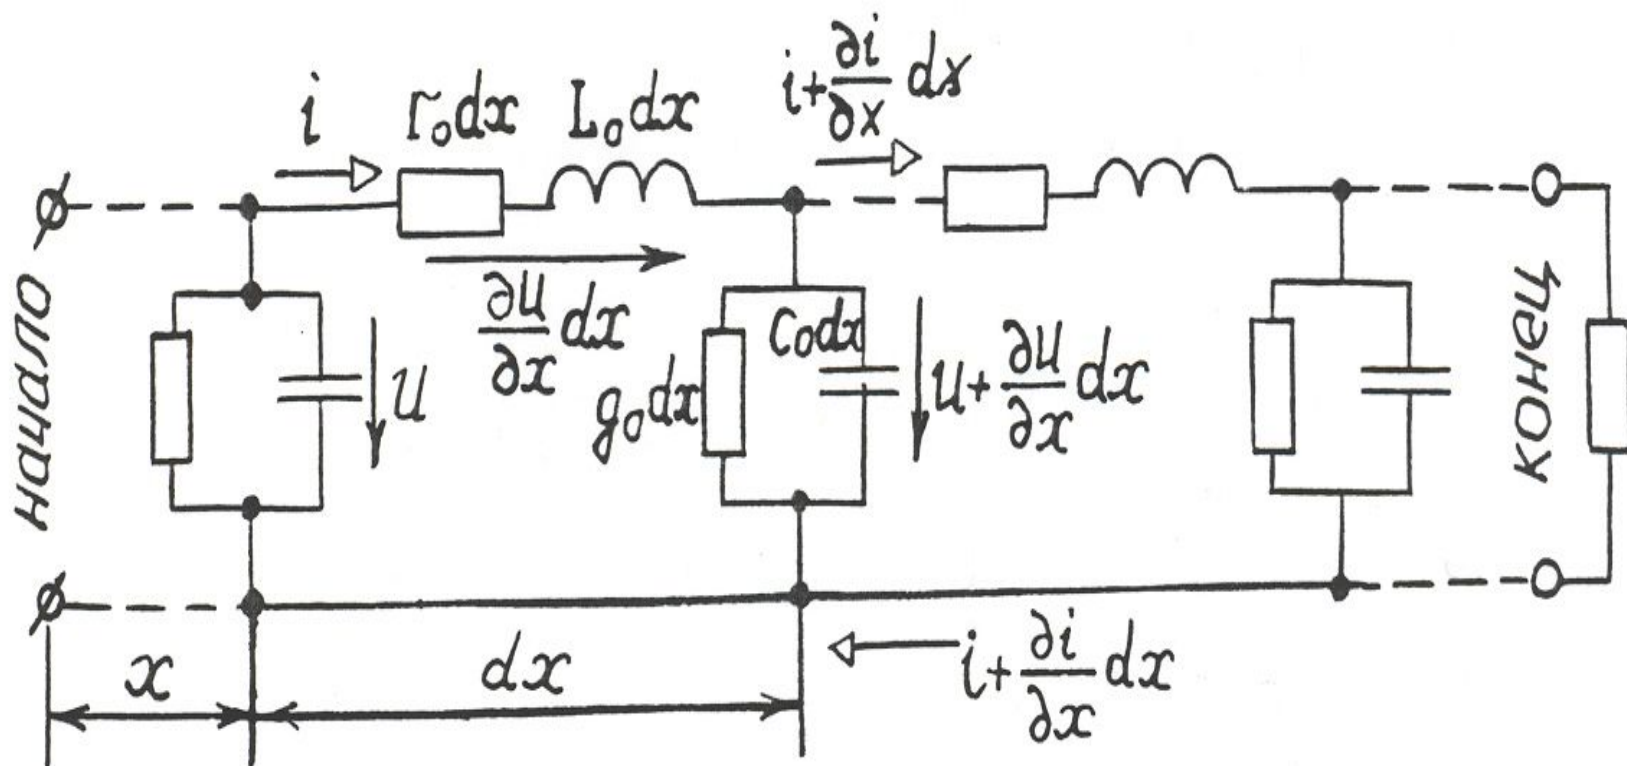 i
r₀dx
L₀dx
i+∂i/∂x dx
∂u/∂x dx
начало
u
g₀dx
C₀dx
u+∂u/∂x dx
конец
x
dx
i+∂i/∂x dx